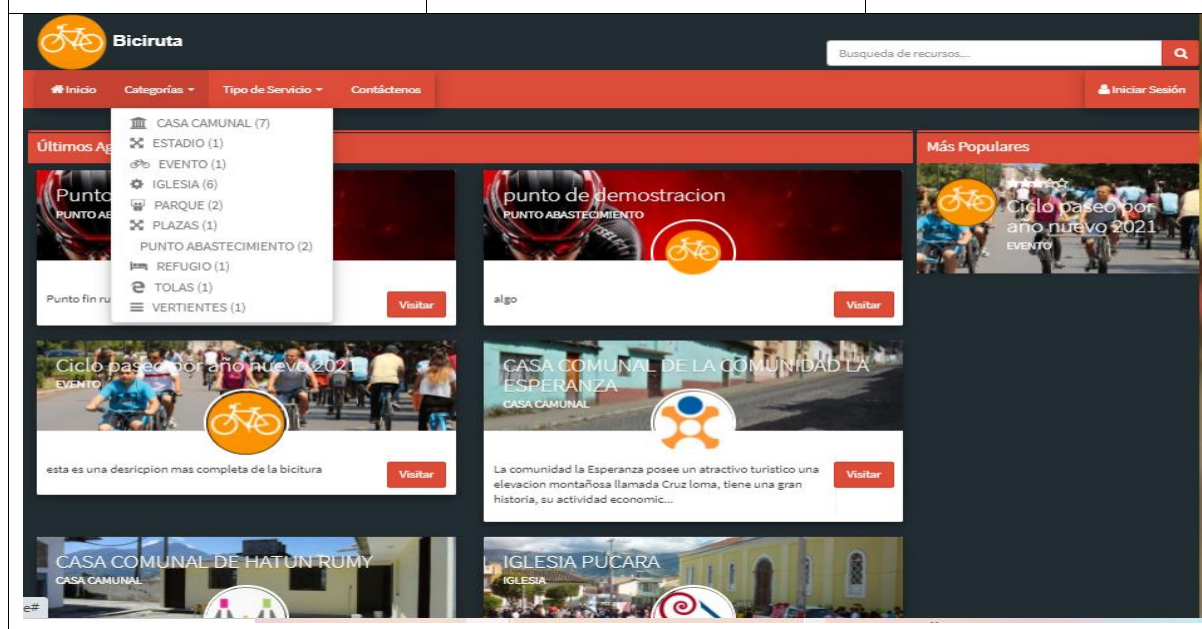 Biciruta
Busqueda de recursos....
Inicio Categorías Tipo de Servicio Contáctenos Iniciar Sesión
CASA CAMUNAL (7)
ESTADIO (1)
EVENTO (1)
IGLESIA (6)
PARQUE (2)
PLAZAS (1)
PUNTO ABASTECIMIENTO (2)
REFUGIO (1)
TOLAS (1)
VERTIENTES (1)
Últimos Ag
Más Populares
Punto
PUNTO AB
Punto fin ru
Visitar
punto de demostracion
PUNTO ABASTECIMIENTO
algo
Visitar
Ciclo paseo por
año nuevo 2021
EVENTO
Ciclo paseo por año nuevo 2021
EVENTO
esta es una desricpion mas completa de la bicitura
Visitar
CASA COMUNAL DE LA COMUNIDAD LA
ESPERANZA
CASA CAMUNAL
La comunidad la Esperanza posee un atractivo turistico una
elevacion montañosa llamada Cruz loma, tiene una gran
historia, su actividad economic...
Visitar
CASA COMUNAL DE HATUN RUMY
CASA CAMUNAL
IGLESIA PUCARA
IGLESIA
e#